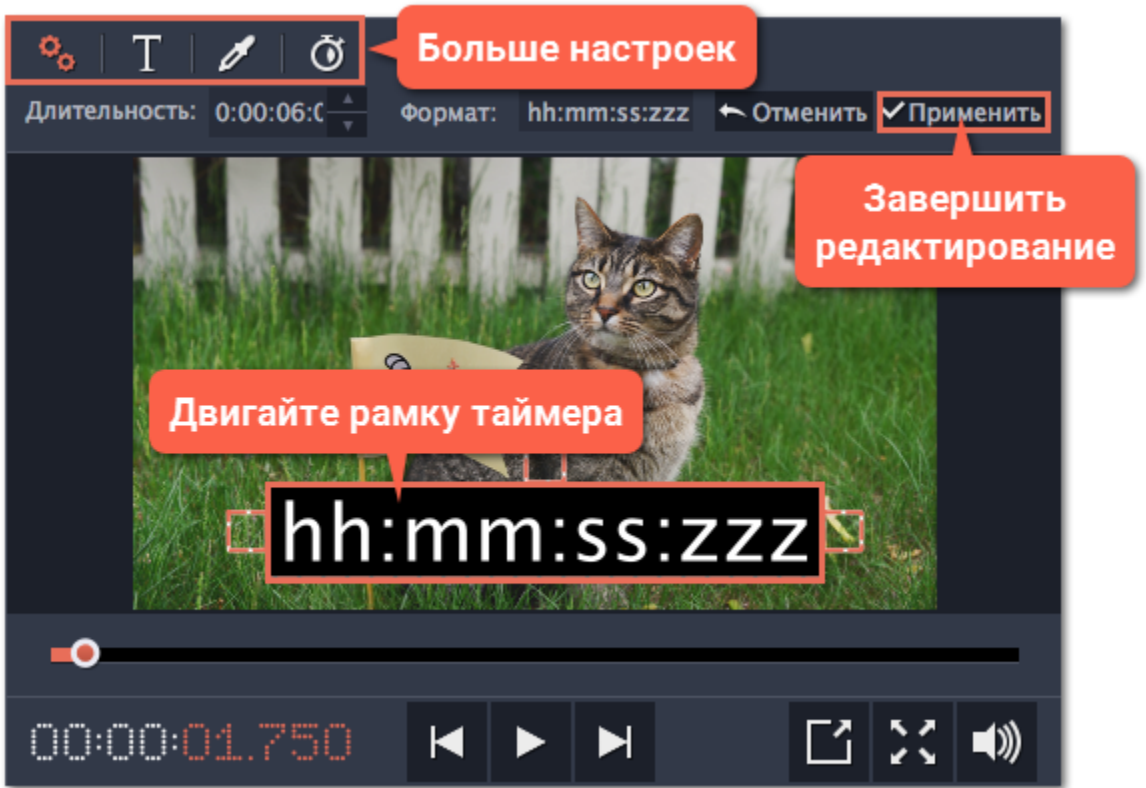 T
Больше настроек
Длительность: 0:00:06:0 Формат: hh:mm:ss:zzz Отменить Применить
Завершить
редактирование
Двигайте рамку таймера
hh:mm:ss:zzz
00:00:01.750